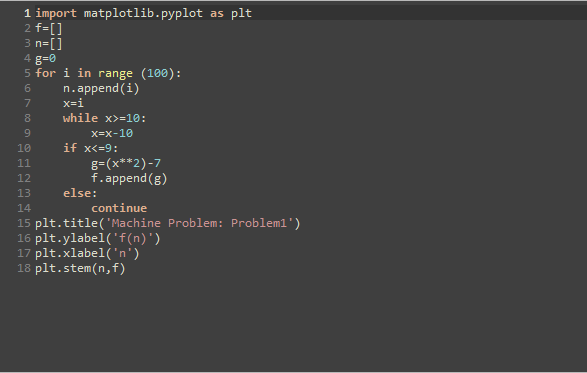 1 import matplotlib.pyplot as plt
2 f=[]
3 n=[]
4 g=0
5 for i in range (100):
6     n.append(i)
7     x=i
8     while x>=10:
9         x=x-10
10     if x<=9:
11         g=(x**2)-7
12         f.append(g)
13     else:
14         continue
15 plt.title('Machine Problem: Problem1')
16 plt.ylabel('f(n)')
17 plt.xlabel('n')
18 plt.stem(n,f)